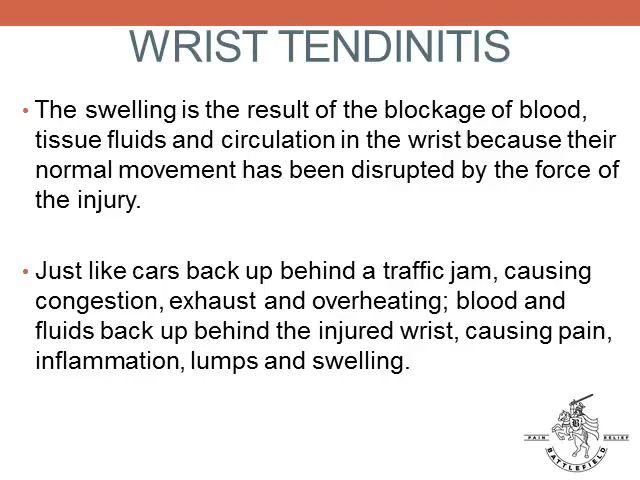 WRIST TENDINITIS
• The swelling is the result of the blockage of blood,
tissue fluids and circulation in the wrist because their
normal movement has been disrupted by the force of
the injury.
• Just like cars back up behind a traffic jam, causing
congestion, exhaust and overheating; blood and
fluids back up behind the injured wrist, causing pain,
inflammation, lumps and swelling.
B
PAIN RELIEF
BATTLEFIELD